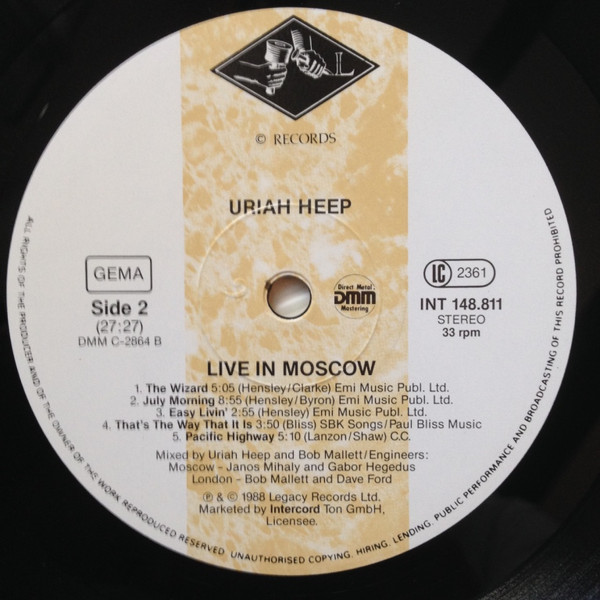 L
© RECORDS
URIAH HEEP
GEMA
Side 2
(27:27)
DMM C-2864 B
Direct Metal
DMM
Mastering
LC 2361
INT 148.811
STEREO
33 rpm
LIVE IN MOSCOW
1. The Wizard 5:05 (Hensley/Clarke) Emi Music Publ. Ltd.
2. July Morning 8:55 (Hensley/Byron) Emi Music Publ. Ltd.
3. Easy Livin' 2:55 (Hensley) Emi Music Publ. Ltd.
4. That's The Way That It Is 3:50 (Bliss) SBK Songs/Paul Bliss Music
5. Pacific Highway 5:10 (Lanzon/Shaw) C.C.
Mixed by Uriah Heep and Bob Mallett/Engineers:
Moscow - Janos Mihaly and Gabor Hegedus
London - Bob Mallett and Dave Ford
℗ & © 1988 Legacy Records Ltd.
Marketed by Intercord Ton GmbH,
Licensee.
ALL RIGHTS OF THE PRODUCER AND OF THE OWNER OF THIS WORK REPRODUCED RESERVED. UNAUTHORISED COPYING. HIRING. LENDING. PUBLIC PERFORMANCE AND BROADCASTING OF THIS RECORD PROHIBITED